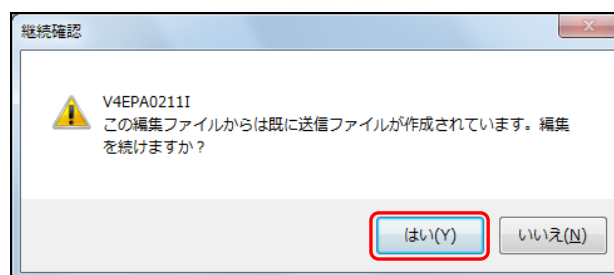 継続確認
V4EPA0211I
この編集ファイルからは既に送信ファイルが作成されています。編集
を続けますか？
はい(Y)
いいえ(N)